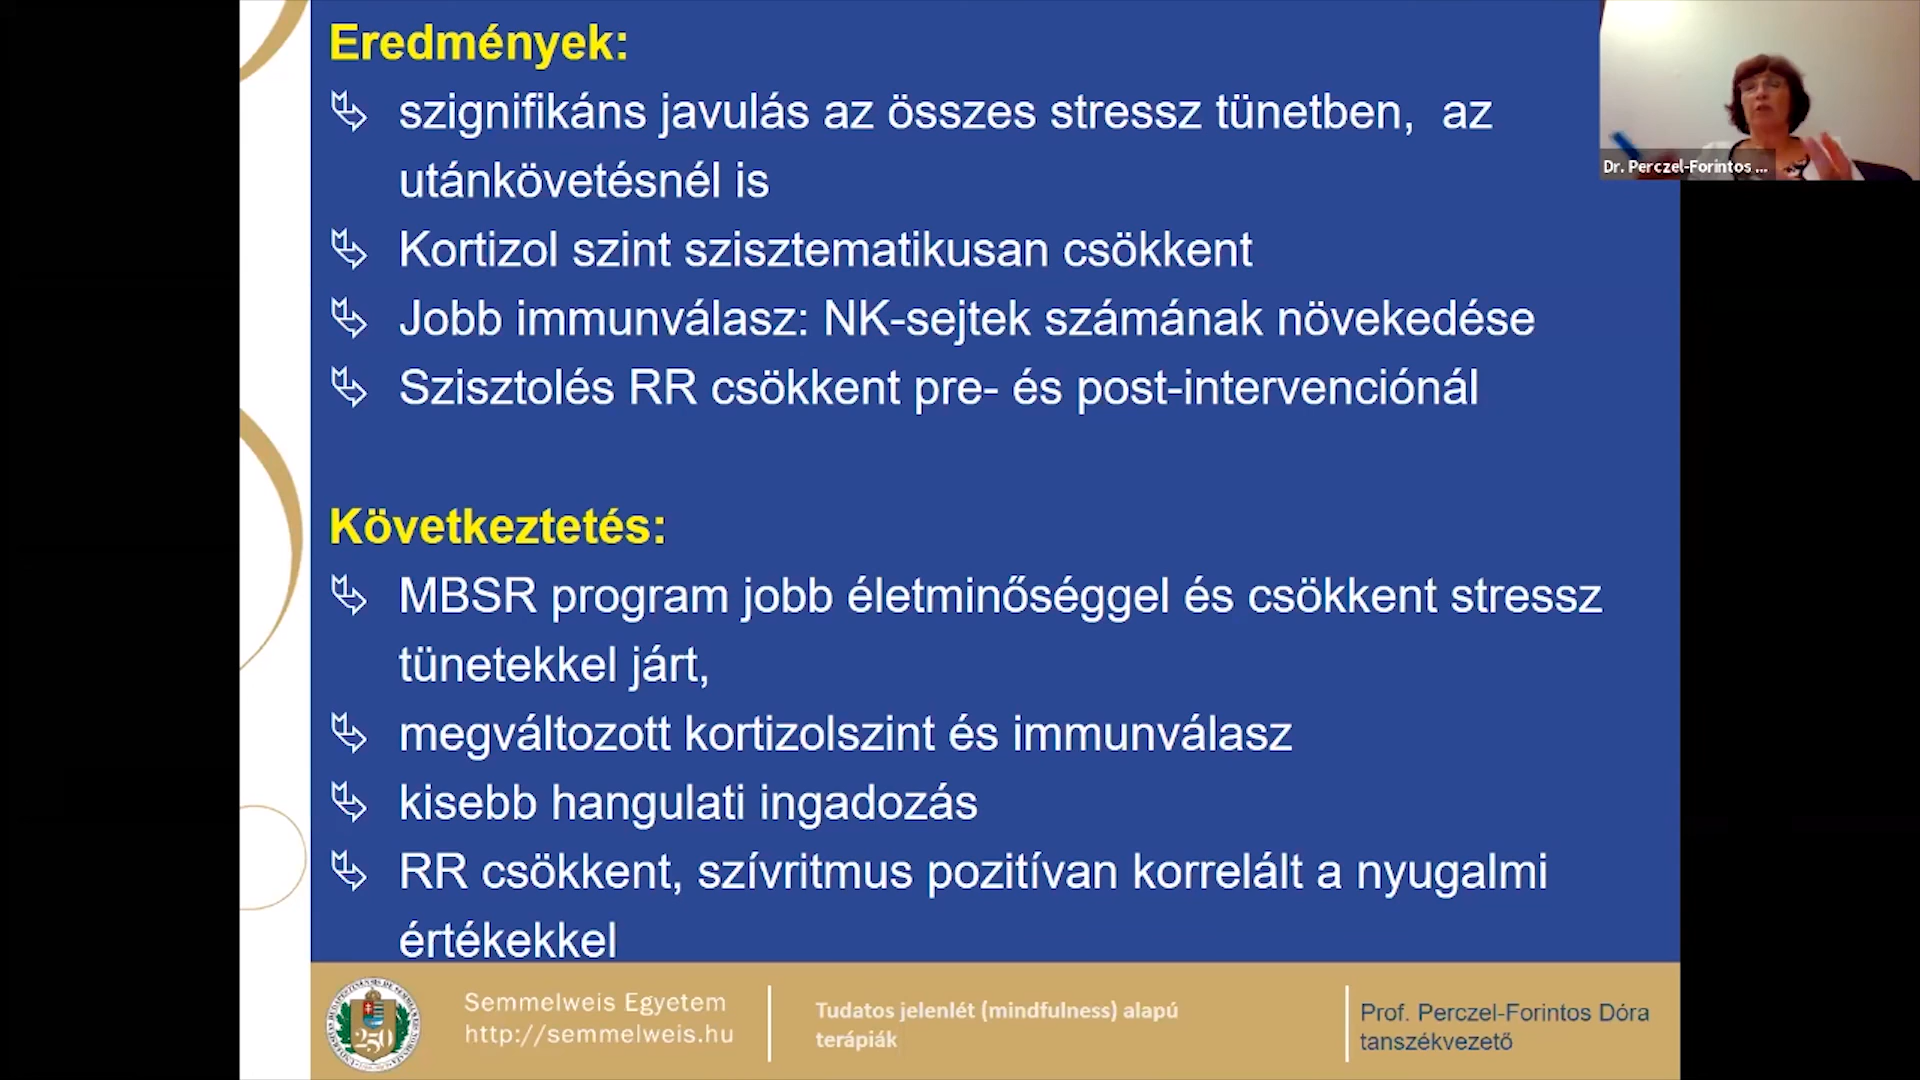 Eredmények:
szignifikáns javulás az összes stressz tünetben, az
utánkövetésnél is
Kortizol szint szisztematikusan csökkent
Jobb immunválasz: NK-sejtek számának növekedése
Szisztolés RR csökkent pre- és post-intervenciónál
Következtetés:
MBSR program jobb életminőséggel és csökkent stressz
tünetekkel járt,
megváltozott kortizolszint és immunválasz
kisebb hangulati ingadozás
RR csökkent, szívritmus pozitívan korrelált a nyugalmi
értékekkel
Dr. Perczel-Forintos ...
Semmelweis Egyetem
http://semmelweis.hu
Tudatos jelenlét (mindfulness) alapú
terápiák
Prof. Perczel-Forintos Dóra
tanszékvezető
250